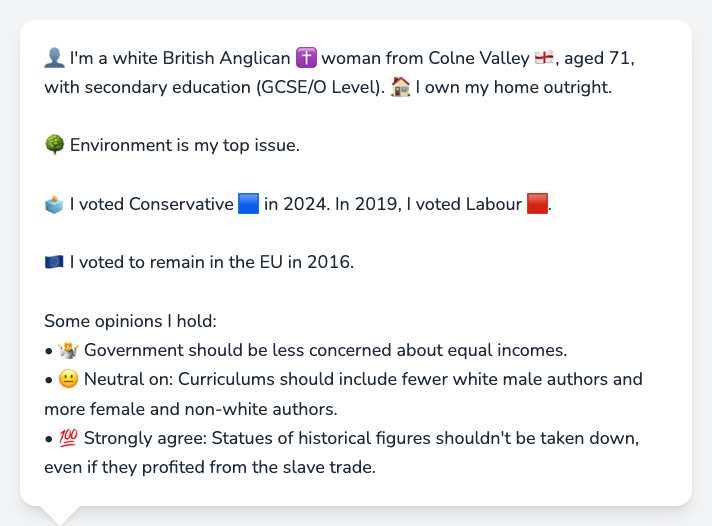 👤 I'm a white British Anglican ✝️ woman from Colne Valley 🏴󠁧󠁢󠁥󠁮󠁧󠁿, aged 71,
with secondary education (GCSE/O Level). 🏠 I own my home outright.
🌳 Environment is my top issue.
🗳️ I voted Conservative 🟦 in 2024. In 2019, I voted Labour 🟥.
🇪🇺 I voted to remain in the EU in 2016.
Some opinions I hold:
• 🤷 Government should be less concerned about equal incomes.
• 😐 Neutral on: Curriculums should include fewer white male authors and
more female and non-white authors.
• 💯 Strongly agree: Statues of historical figures shouldn't be taken down,
even if they profited from the slave trade.